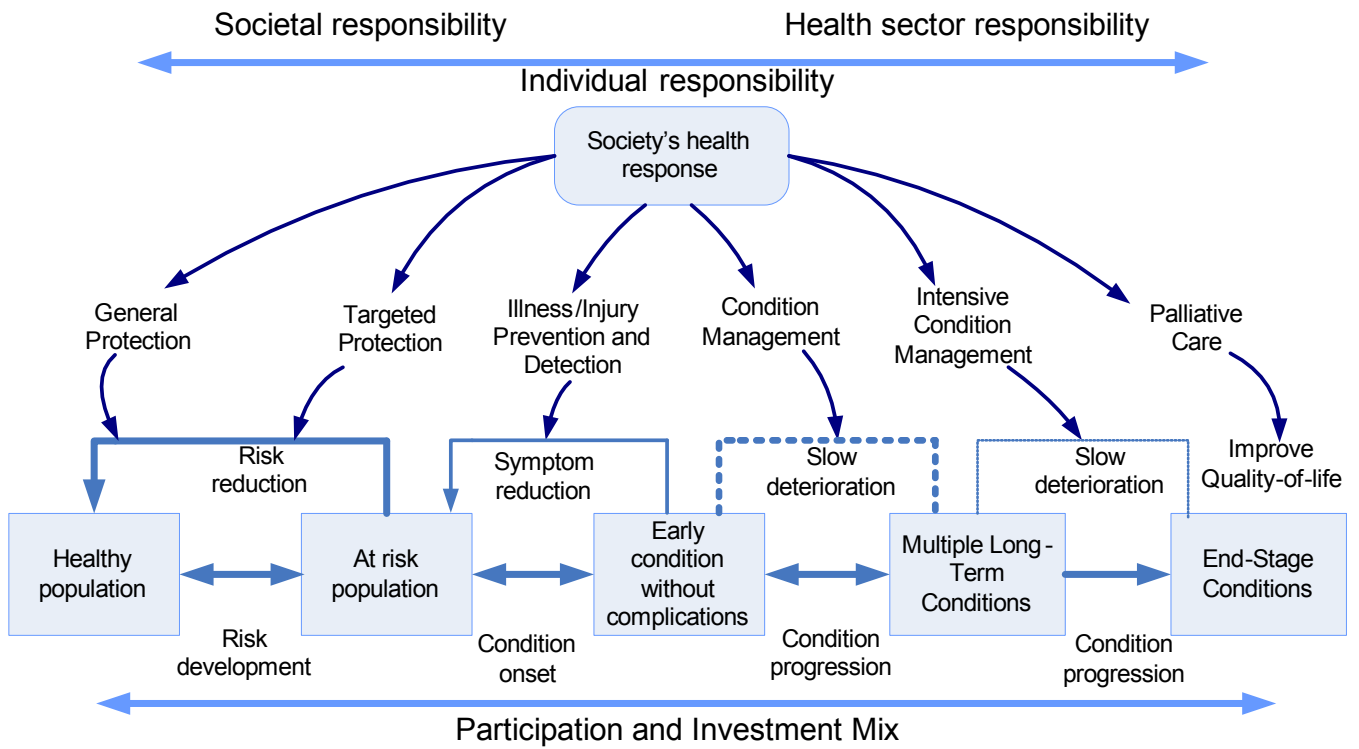 Societal responsibility
Health sector responsibility
Individual responsibility
Society's health
response
General
Protection
Targeted
Protection
Illness/Injury
Prevention and
Detection
Condition
Management
Intensive
Condition
Management
Palliative
Care
Risk
reduction
Symptom
reduction
Slow
deterioration
Slow
deterioration
Improve
Quality-of-life
Healthy
population
At risk
population
Early
condition
without
complications
Multiple Long-
Term
Conditions
End-Stage
Conditions
Risk
development
Condition
onset
Condition
progression
Condition
progression
Participation and Investment Mix